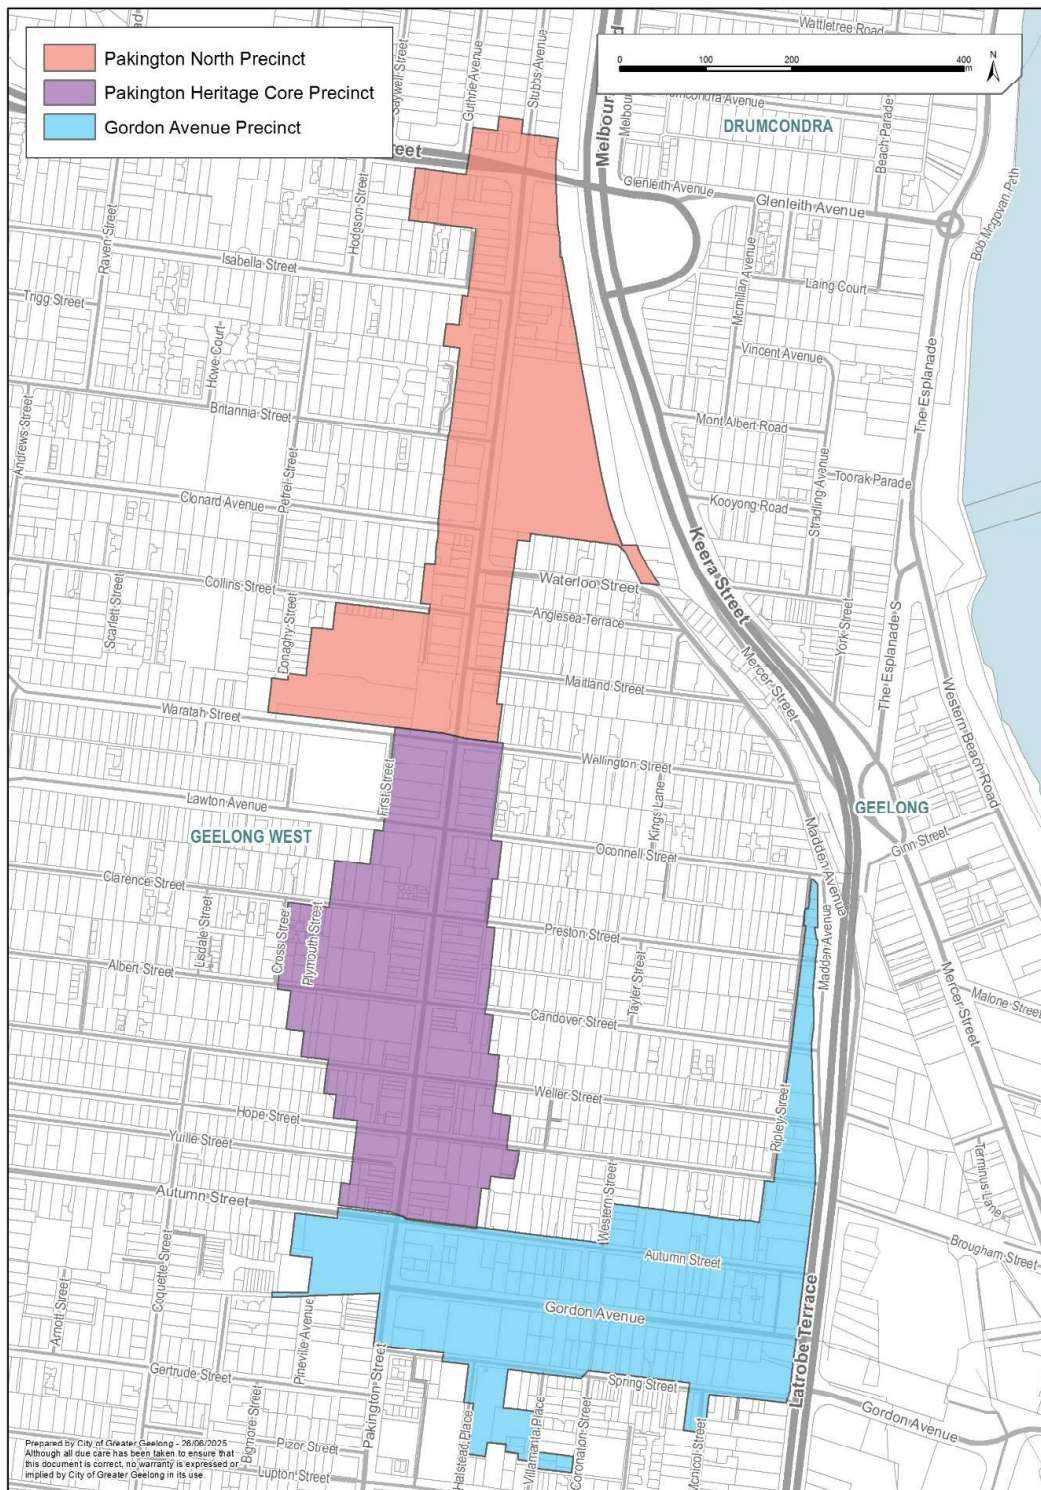 Pakington North Precinct
Pakington Heritage Core Precinct
Gordon Avenue Precinct
0 100 200 400
m
N
Wattletree Road
Saywell Street
Guthrie Avenue
Stubbs Avenue
Melbourne
Avenue
DRUMCONDRA
Beach Parade
reet
Glenleith Avenue
Glenleith Avenue
Bob Mcgovan Path
Hodgson Street
Raven Street
Isabella Street
Mcmillan Avenue
Laing Court
Trigg Street
Howe Court
Vincent Avenue
The Esplanade
Britannia Street
Mont Albert Road
Andrews Street
Petrel Street
Stradling Avenue
Toorak Parade
Clonard Avenue
Kooyong Road
Keera Street
Collins Street
Waterloo Street
Scarlett Street
Conaghy Street
Anglesea Terrace
York Street
The Esplanade S
Mercer Street
Maitland Street
Waratah Street
Western Beach Road
Wellington Street
First Street
Kings Lane
Lawton Avenue
GEELONG WEST
GEELONG
Madden Avenue
Ginn Street
Oconnell Street
Clarence Street
Lisdale Street
Cross Street
Plymouth Street
Preston Street
Madden Avenue
Albert Street
Tayler Street
Mercer Street
Malone Street
Candover Street
Weller Street
Ripley Street
Hope Street
Yuille Street
Terminus Lane
Autumn Street
Western Street
Coquette Street
Autumn Street
Brougham Street
Gordon Avenue
Arnott Street
Pineville Avenue
Latrobe Terrace
Gertrude Street
Pakington Street
Spring Street
Gordon Avenue
Bigmore Street
Halstead Place
Villamanta Place
Coronation Street
Mcnicol Street
Pizer Street
Lupton Street
Prepared by City of Greater Geelong - 26/06/2025
Although all due care has been taken to ensure that
this document is correct, no warranty is expressed or
implied by City of Greater Geelong in its use.